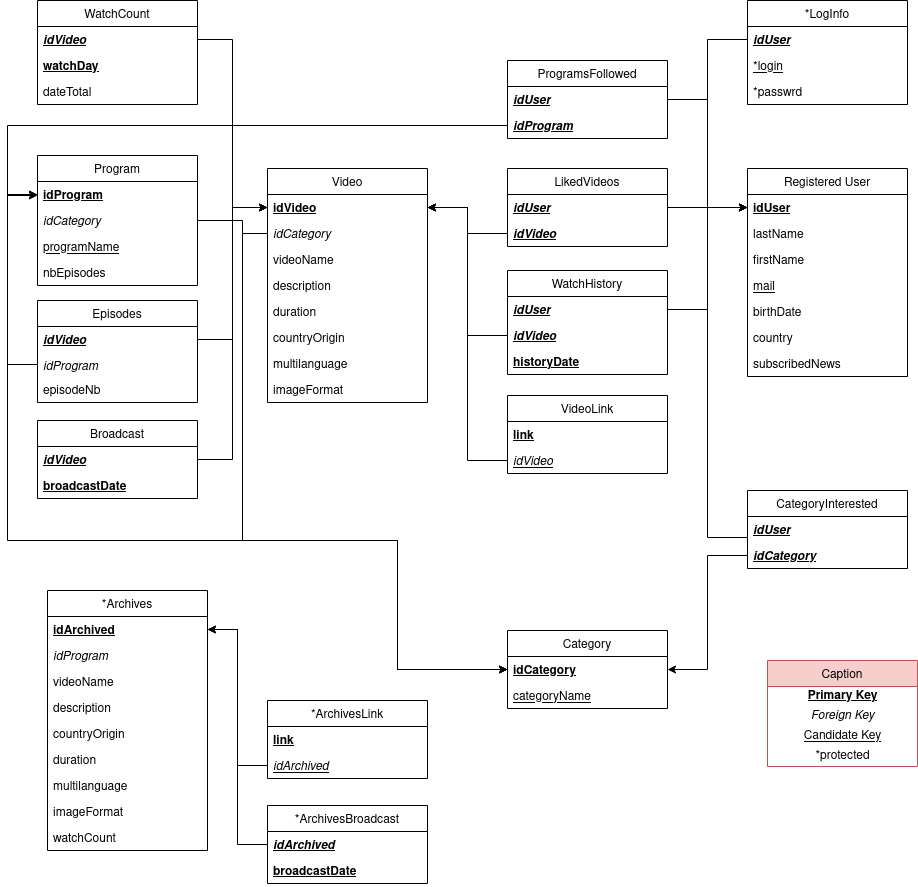 WatchCount
idVideo
watchDay
dateTotal
Program
idProgram
idCategory
programName
nbEpisodes
Episodes
idVideo
idProgram
episodeNb
Broadcast
idVideo
broadcastDate
Video
idVideo
idCategory
videoName
description
duration
countryOrigin
multilanguage
imageFormat
ProgramsFollowed
idUser
idProgram
LikedVideos
idUser
idVideo
WatchHistory
idUser
idVideo
historyDate
VideoLink
link
idVideo
*LogInfo
idUser
*login
*passwrd
Registered User
idUser
lastName
firstName
mail
birthDate
country
subscribedNews
CategoryInterested
idUser
idCategory
*Archives
idArchived
idProgram
videoName
description
countryOrigin
duration
multilanguage
imageFormat
watchCount
*ArchivesLink
link
idArchived
*ArchivesBroadcast
idArchived
broadcastDate
Category
idCategory
categoryName
Caption
Primary Key
Foreign Key
Candidate Key
*protected